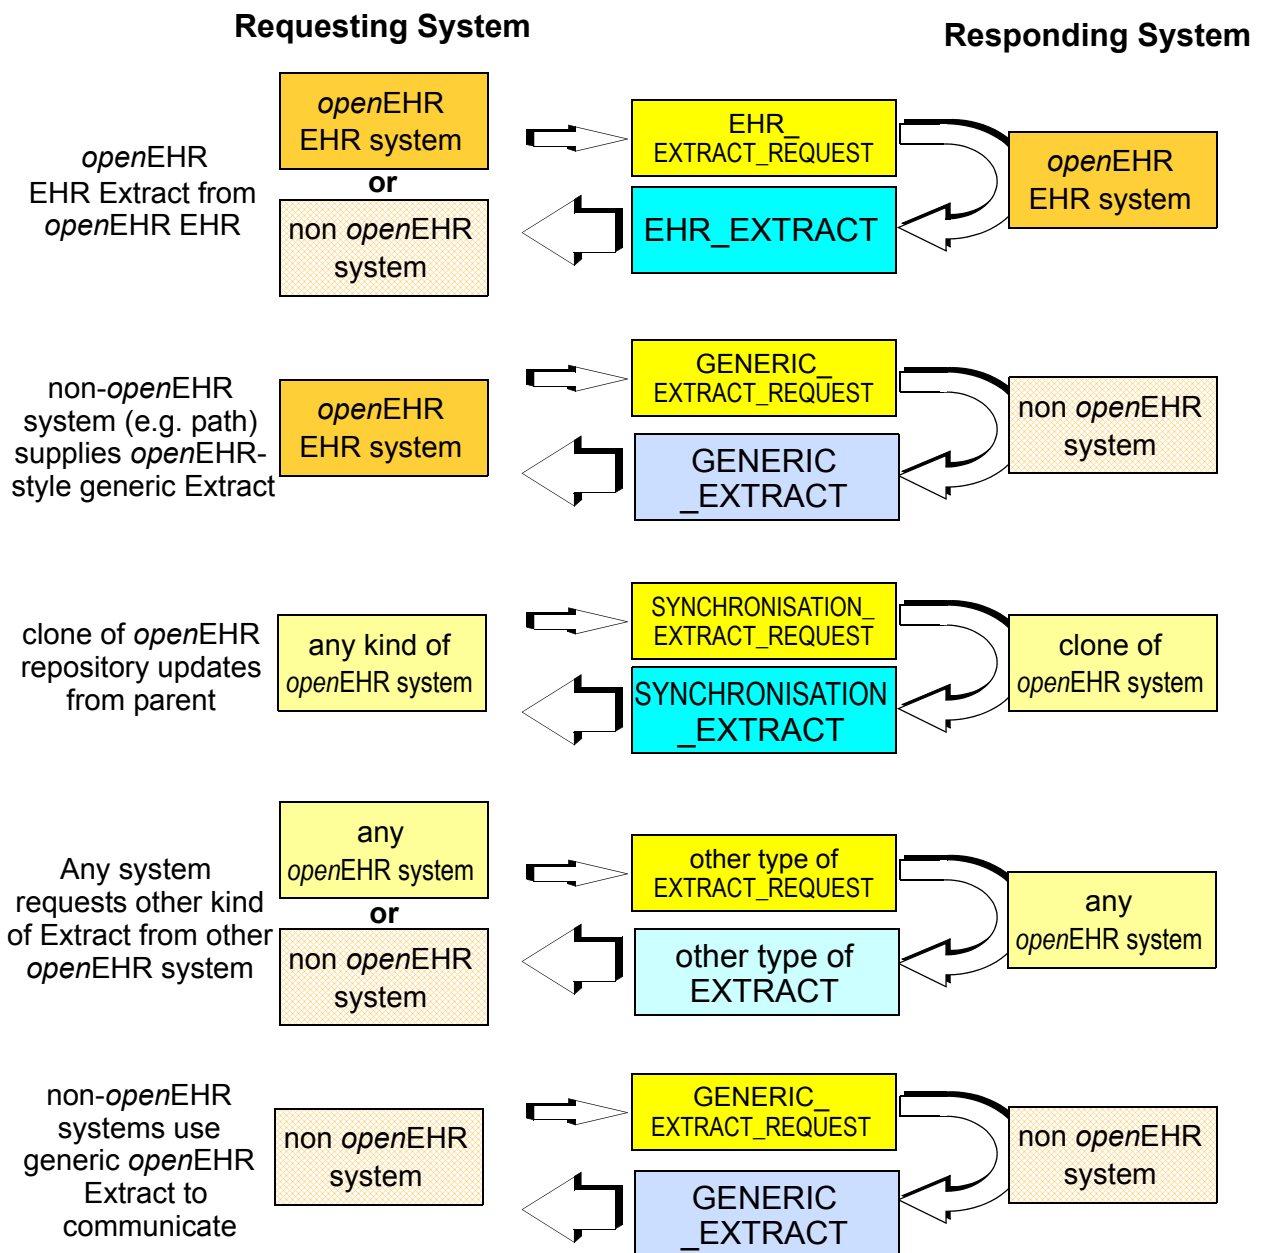 Requesting System
Responding System
openEHR
EHR Extract from
openEHR EHR
openEHR
EHR system
or
non openEHR
system
EHR_
EXTRACT_REQUEST
EHR_EXTRACT
openEHR
EHR system
non-openEHR
system (e.g. path)
supplies openEHR-
style generic Extract
openEHR
EHR system
GENERIC_
EXTRACT_REQUEST
GENERIC
_EXTRACT
non openEHR
system
clone of openEHR
repository updates
from parent
any kind of
openEHR system
SYNCHRONISATION_
EXTRACT_REQUEST
SYNCHRONISATION
_EXTRACT
clone of
openEHR system
Any system
requests other kind
of Extract from other
openEHR system
any
openEHR system
or
non openEHR
system
other type of
EXTRACT_REQUEST
other type of
EXTRACT
any
openEHR system
non-openEHR
systems use
generic openEHR
Extract to
communicate
non openEHR
system
GENERIC_
EXTRACT_REQUEST
GENERIC
_EXTRACT
non openEHR
system